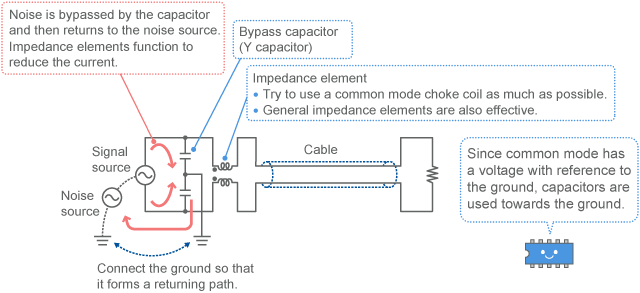 Noise is bypassed by the capacitor
and then returns to the noise source.
Impedance elements function to
reduce the current.
Bypass capacitor
(Y capacitor)
Impedance element
• Try to use a common mode choke coil as much as possible.
• General impedance elements are also effective.
Signal
source
Cable
Noise
source
Since common mode has
a voltage with reference to
the ground, capacitors are
used towards the ground.
Connect the ground so that
it forms a returning path.